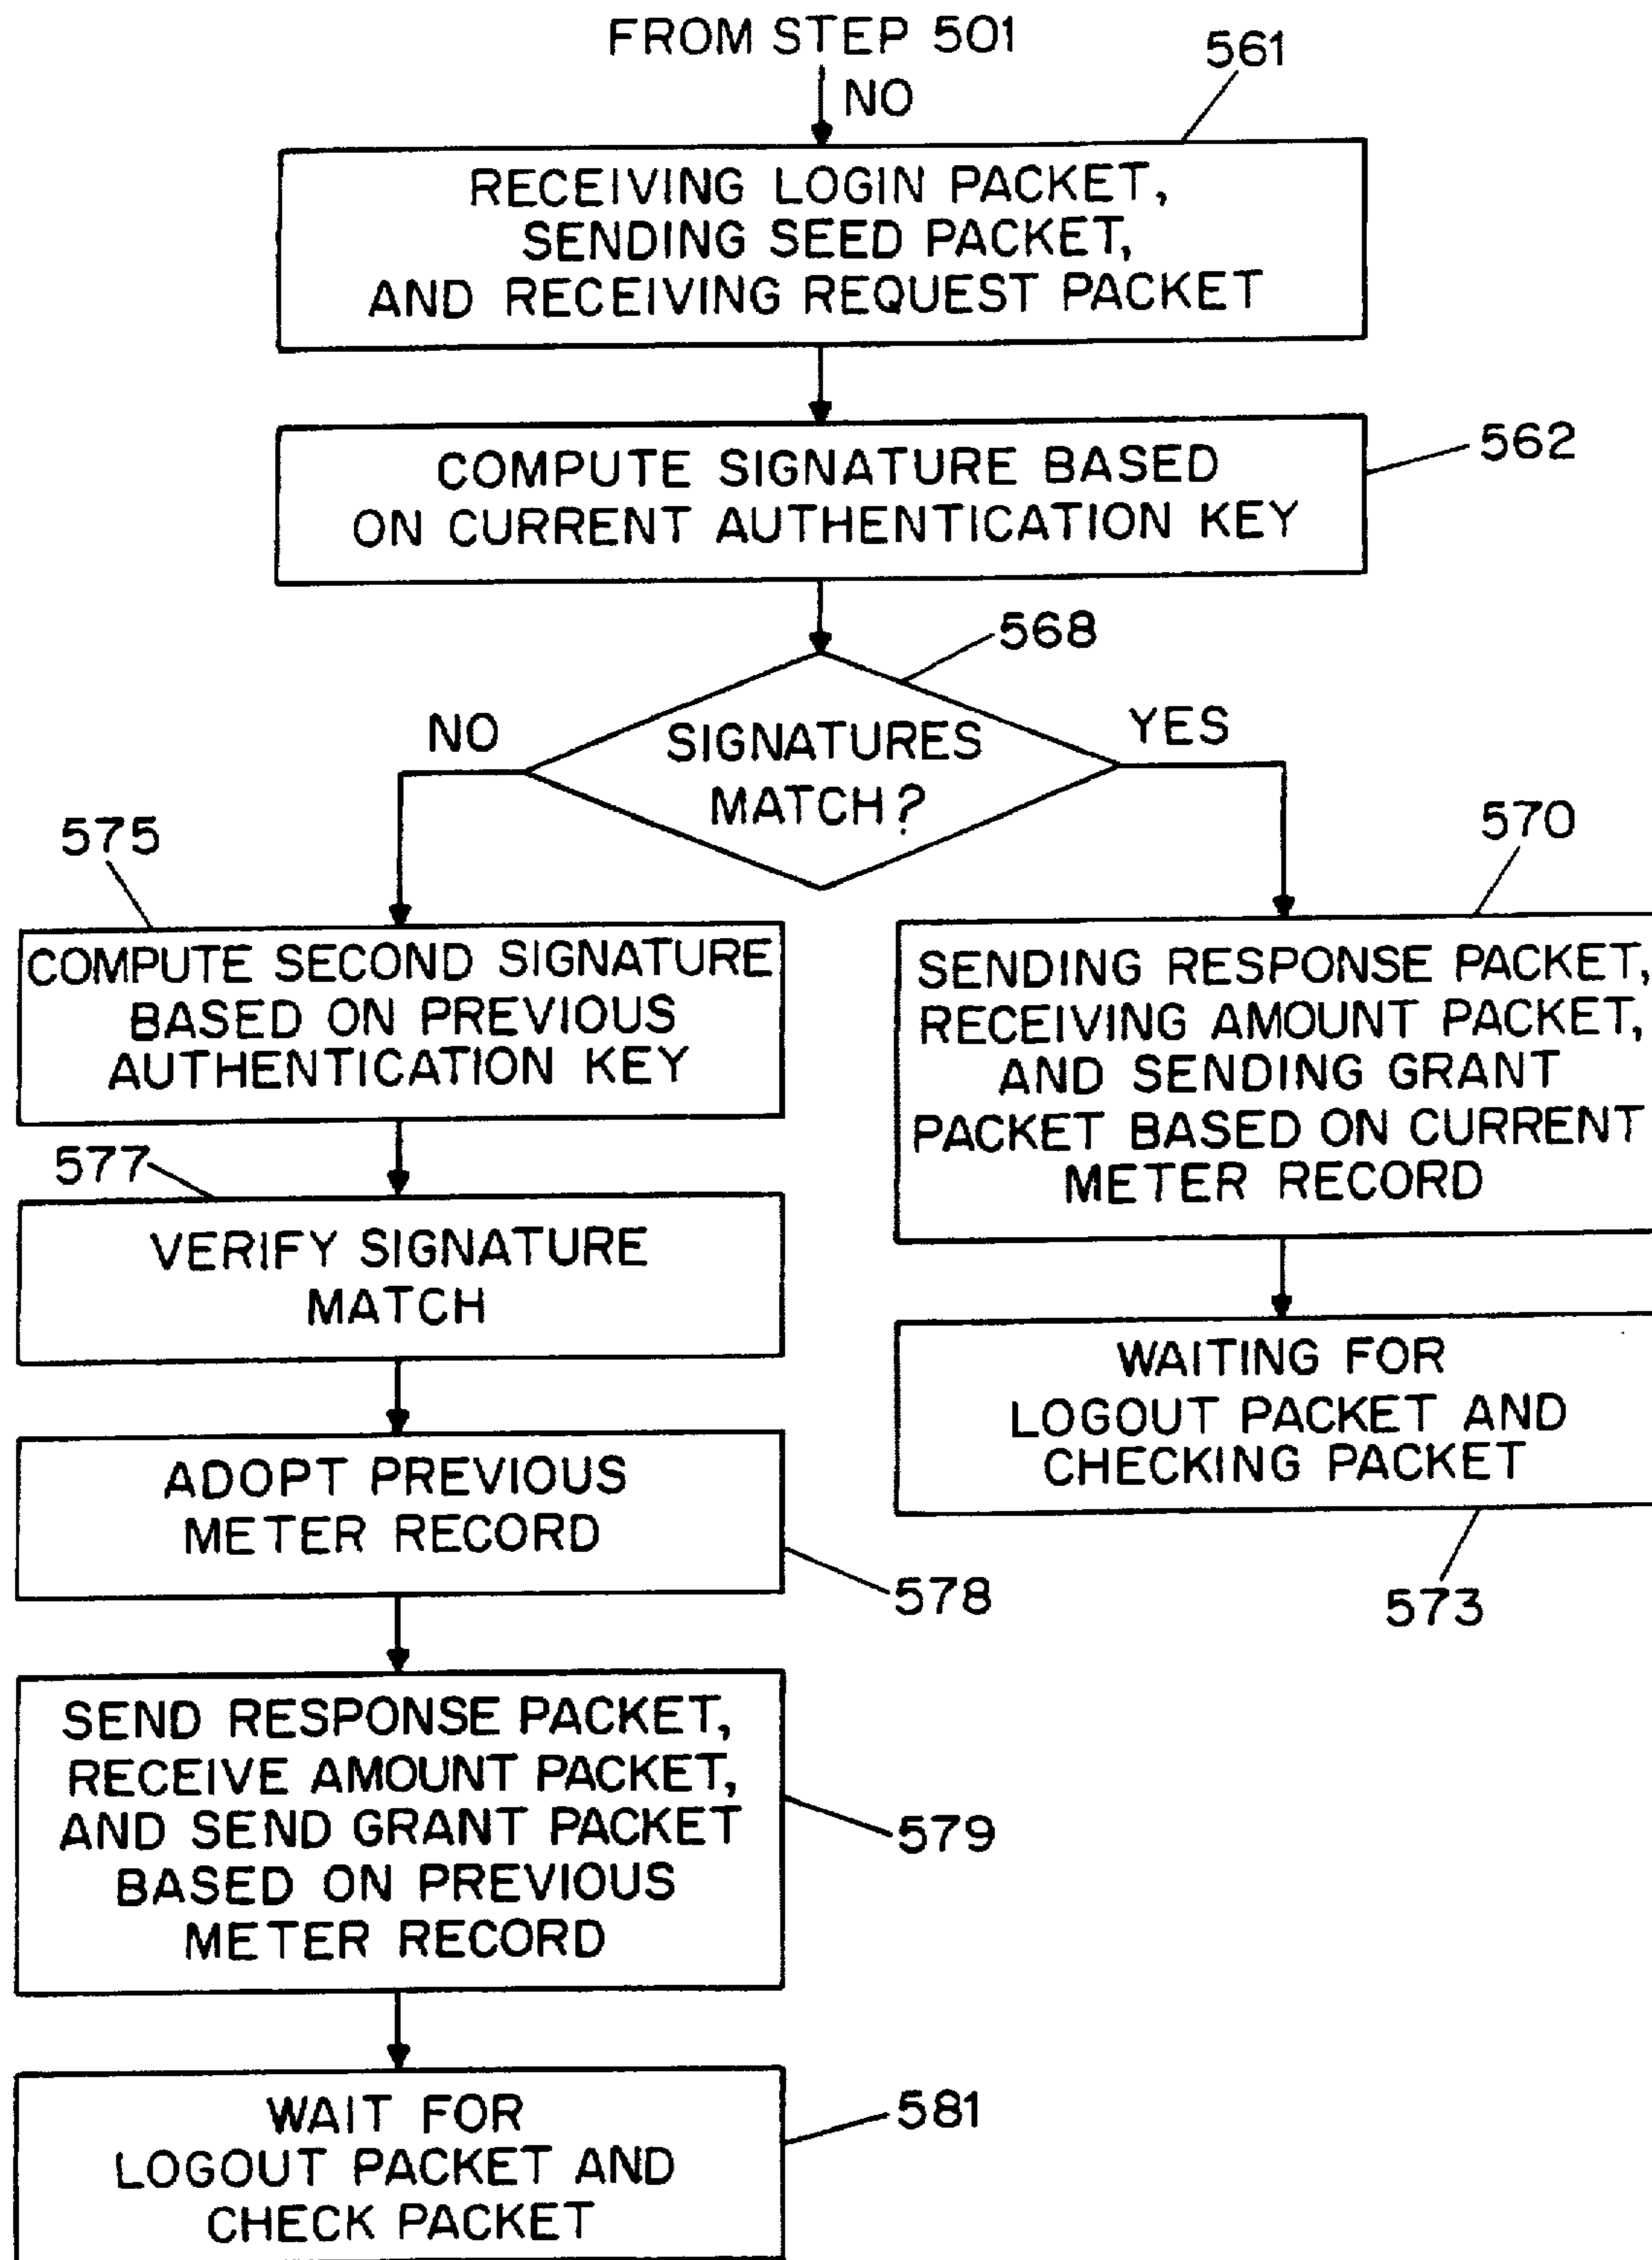 FROM STEP 501
NO
561
RECEIVING LOGIN PACKET,
SENDING SEED PACKET,
AND RECEIVING REQUEST PACKET
COMPUTE SIGNATURE BASED
ON CURRENT AUTHENTICATION KEY
562
568
SIGNATURES
MATCH?
NO
YES
575
COMPUTE SECOND SIGNATURE
BASED ON PREVIOUS
AUTHENTICATION KEY
577
VERIFY SIGNATURE
MATCH
ADOPT PREVIOUS
METER RECORD
578
SEND RESPONSE PACKET,
RECEIVE AMOUNT PACKET,
AND SEND GRANT PACKET
BASED ON PREVIOUS
METER RECORD
579
WAIT FOR
LOGOUT PACKET AND
CHECK PACKET
581
570
SENDING RESPONSE PACKET,
RECEIVING AMOUNT PACKET,
AND SENDING GRANT
PACKET BASED ON CURRENT
METER RECORD
WAITING FOR
LOGOUT PACKET AND
CHECKING PACKET
573